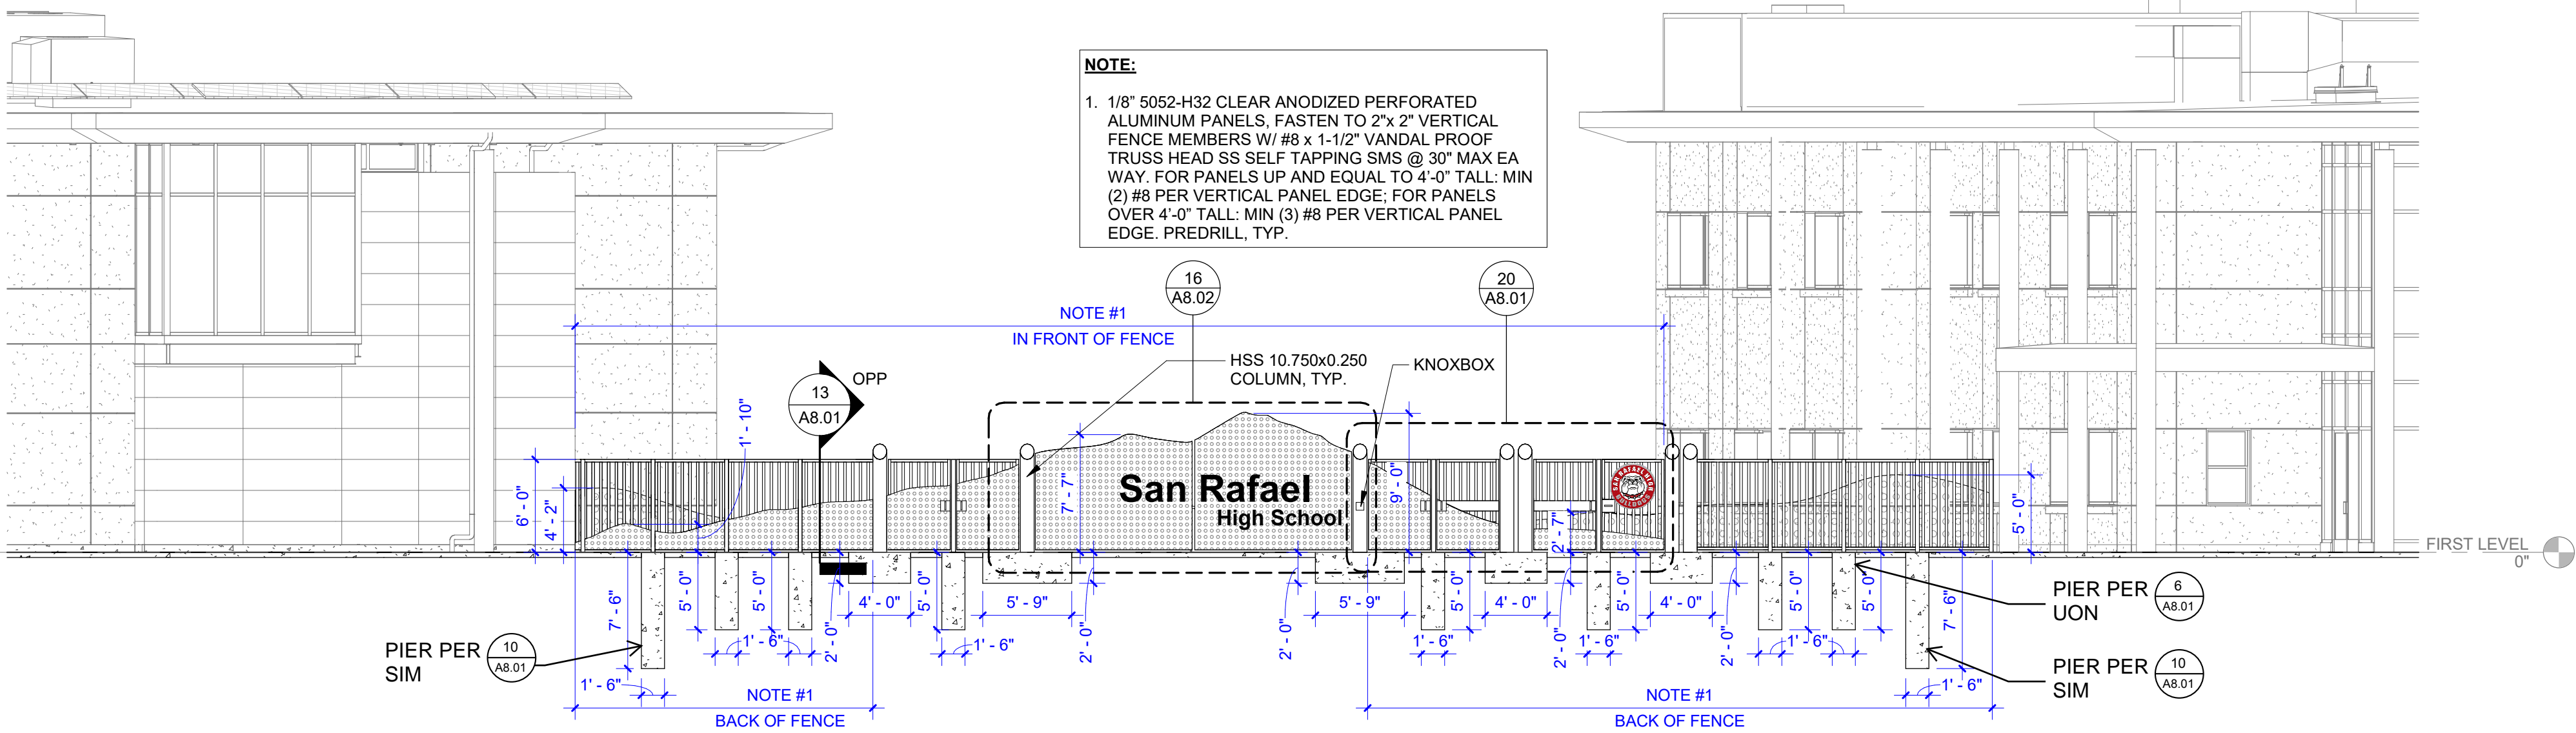 NOTE:
1. 1/8" 5052-H32 CLEAR ANODIZED PERFORATED
ALUMINUM PANELS, FASTEN TO 2"x 2" VERTICAL
FENCE MEMBERS W/ #8 x 1-1/2" VANDAL PROOF
TRUSS HEAD SS SELF TAPPING SMS @ 30" MAX EA
WAY. FOR PANELS UP AND EQUAL TO 4'-0" TALL: MIN
(2) #8 PER VERTICAL PANEL EDGE; FOR PANELS
OVER 4'-0" TALL: MIN (3) #8 PER VERTICAL PANEL
EDGE. PREDRILL, TYP.
16
A8.02
20
A8.01
NOTE #1
IN FRONT OF FENCE
HSS 10.750x0.250
COLUMN, TYP.
KNOXBOX
13
A8.01
OPP
1' - 10"
6' - 0"
4' - 2"
7' - 7"
9' - 0"
2' - 7"
5' - 0"
San Rafael
High School
SAN RAFAEL HIGH
BULLDOGS
FIRST LEVEL
0"
7' - 6"
5' - 0"
5' - 0"
2' - 0"
4' - 0"
5' - 0"
5' - 9"
2' - 0"
2' - 0"
5' - 9"
5' - 0"
4' - 0"
2' - 0"
5' - 0"
4' - 0"
2' - 0"
5' - 0"
5' - 0"
7' - 6"
1' - 6"
1' - 6"
1' - 6"
1' - 6"
1' - 6"
1' - 6"
1' - 6"
PIER PER
SIM
10
A8.01
PIER PER
UON
6
A8.01
PIER PER
SIM
10
A8.01
NOTE #1
BACK OF FENCE
NOTE #1
BACK OF FENCE